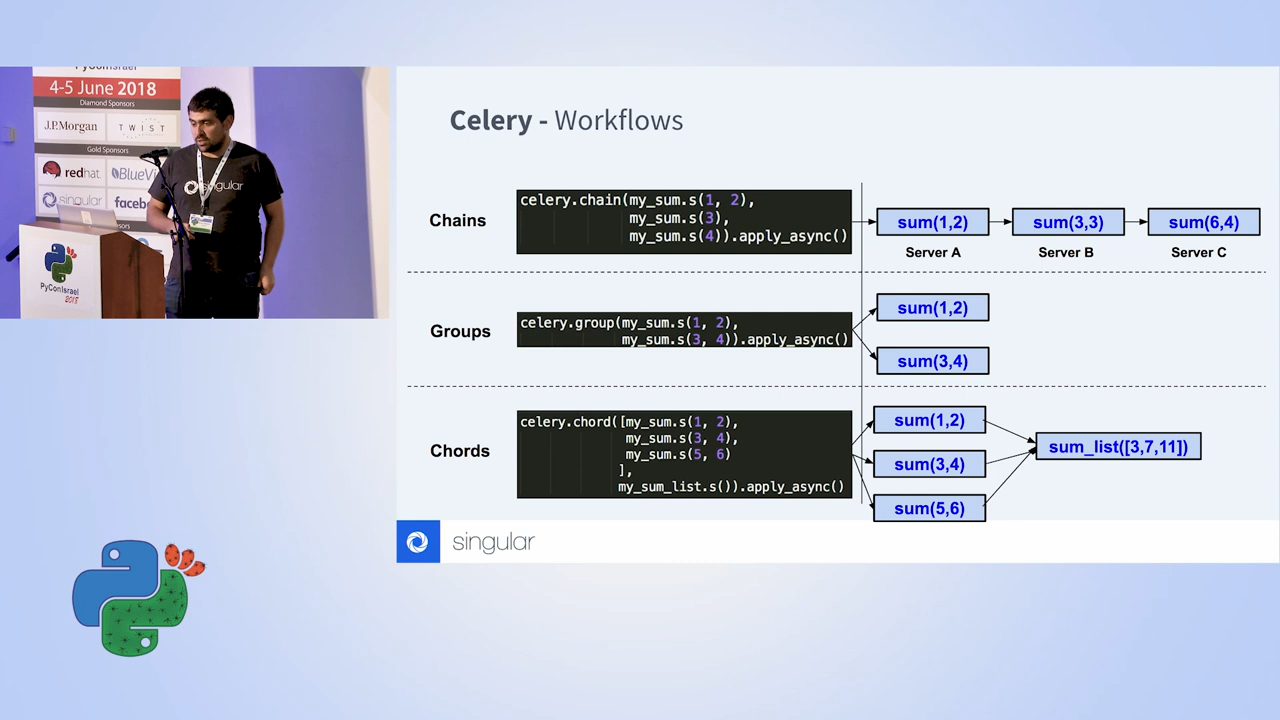 PyConIsrael
4-5 June 2018
Diamond Sponsors
J.P.Morgan
TWIST
Gold Sponsors
redhat
singular
singular
PyConIsrael
2018
Celery - Workflows
Chains
celery.chain(my_sum.s(1, 2),
my_sum.s(3),
my_sum.s(4)).apply_async()
sum(1,2)
sum(3,3)
sum(6,4)
Server A
Server B
Server C
Groups
celery.group(my_sum.s(1, 2),
my_sum.s(3, 4)).apply_async()
sum(1,2)
sum(3,4)
Chords
celery.chord([my_sum.s(1, 2),
my_sum.s(3, 4),
my_sum.s(5, 6)
],
my_sum_list.s()).apply_async()
sum(1,2)
sum(3,4)
sum(5,6)
sum_list([3,7,11])
singular